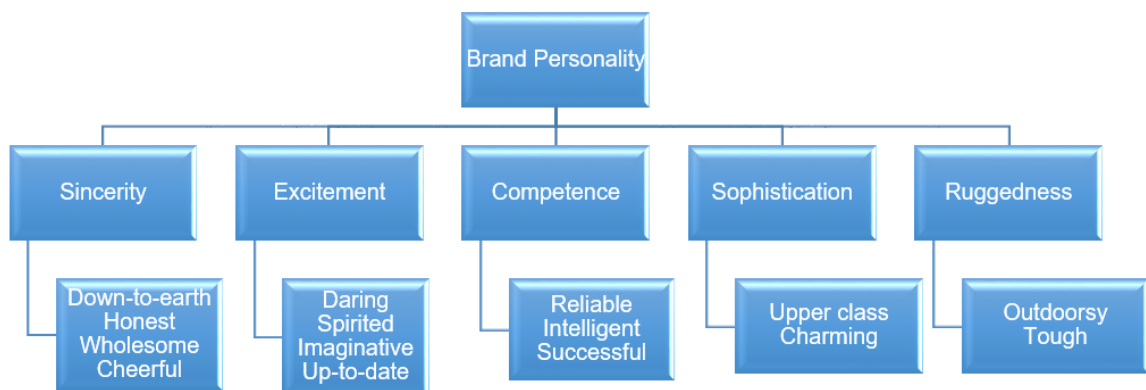 Brand Personality
Sincerity
Excitement
Competence
Sophistication
Ruggedness
Down-to-earth
Honest
Wholesome
Cheerful
Daring
Spirited
Imaginative
Up-to-date
Reliable
Intelligent
Successful
Upper class
Charming
Outdoorsy
Tough